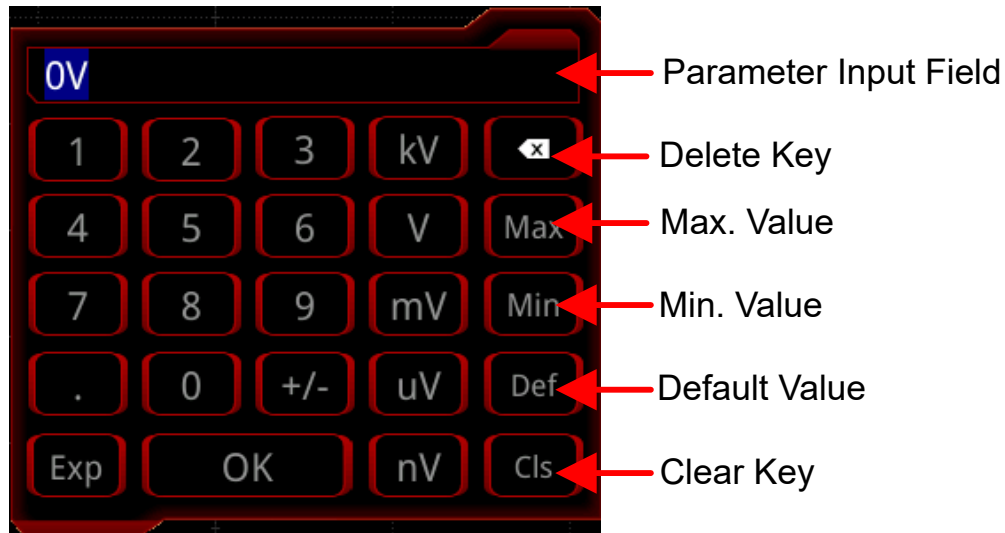 0V
Parameter Input Field
1 2 3 kV x Delete Key
4 5 6 V Max Max. Value
7 8 9 mV Min Min. Value
. 0 +/- uV Def Default Value
Exp OK nV Cls Clear Key